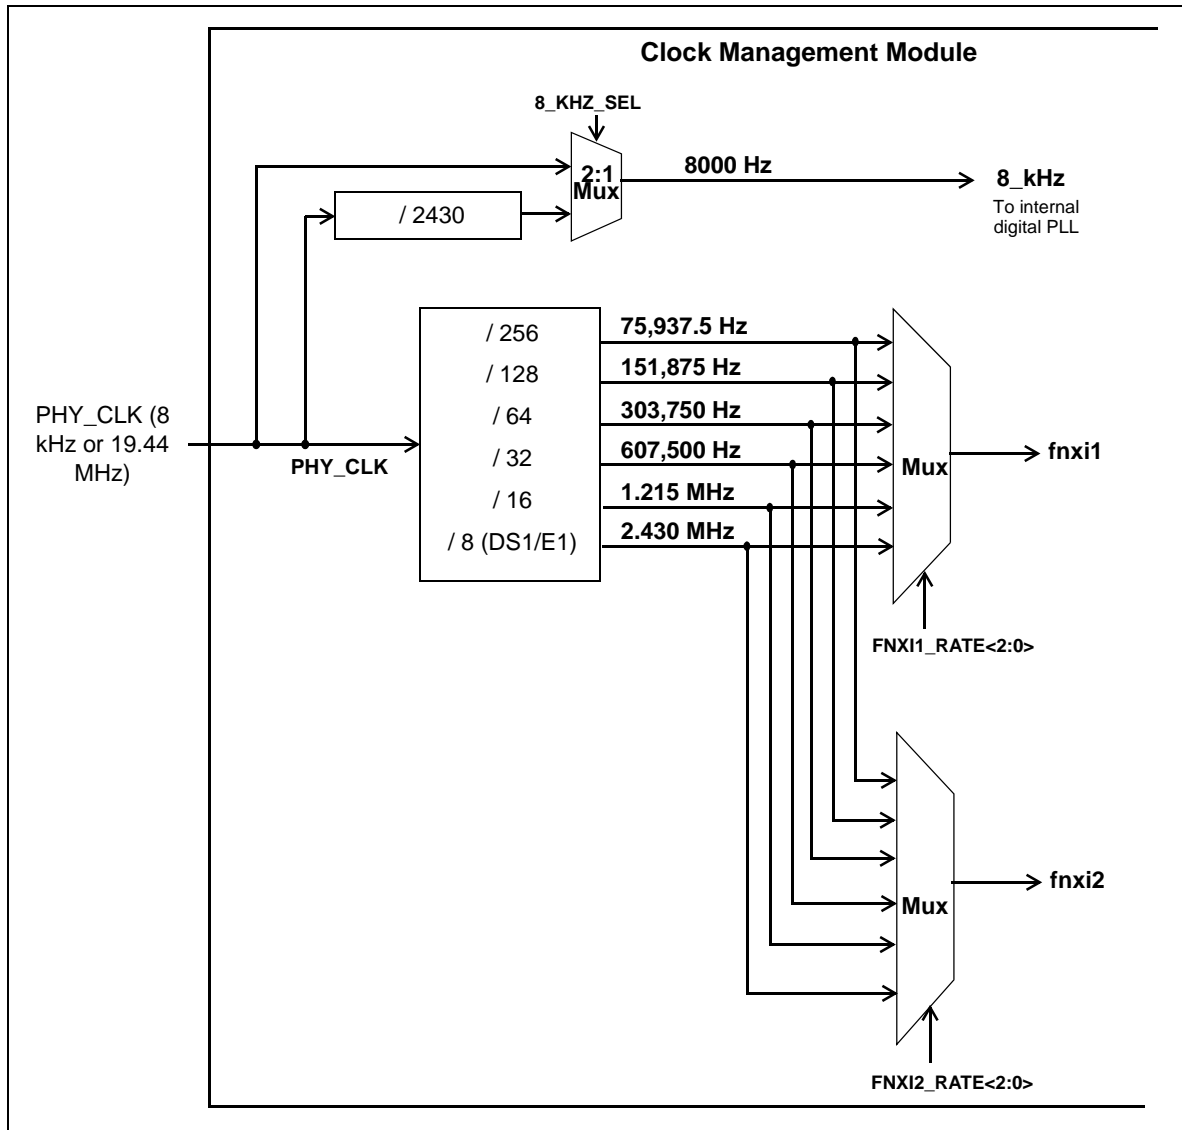 Clock Management Module
8_KHZ_SEL
2:1
Mux
8000 Hz
8_kHz
To internal
digital PLL
/ 2430
/ 256
/ 128
/ 64
/ 32
/ 16
/ 8 (DS1/E1)
75,937.5 Hz
151,875 Hz
303,750 Hz
607,500 Hz
1.215 MHz
2.430 MHz
PHY_CLK (8
kHz or 19.44
MHz)
PHY_CLK
Mux
fnxi1
FNXI1_RATE<2:0>
Mux
fnxi2
FNXI2_RATE<2:0>